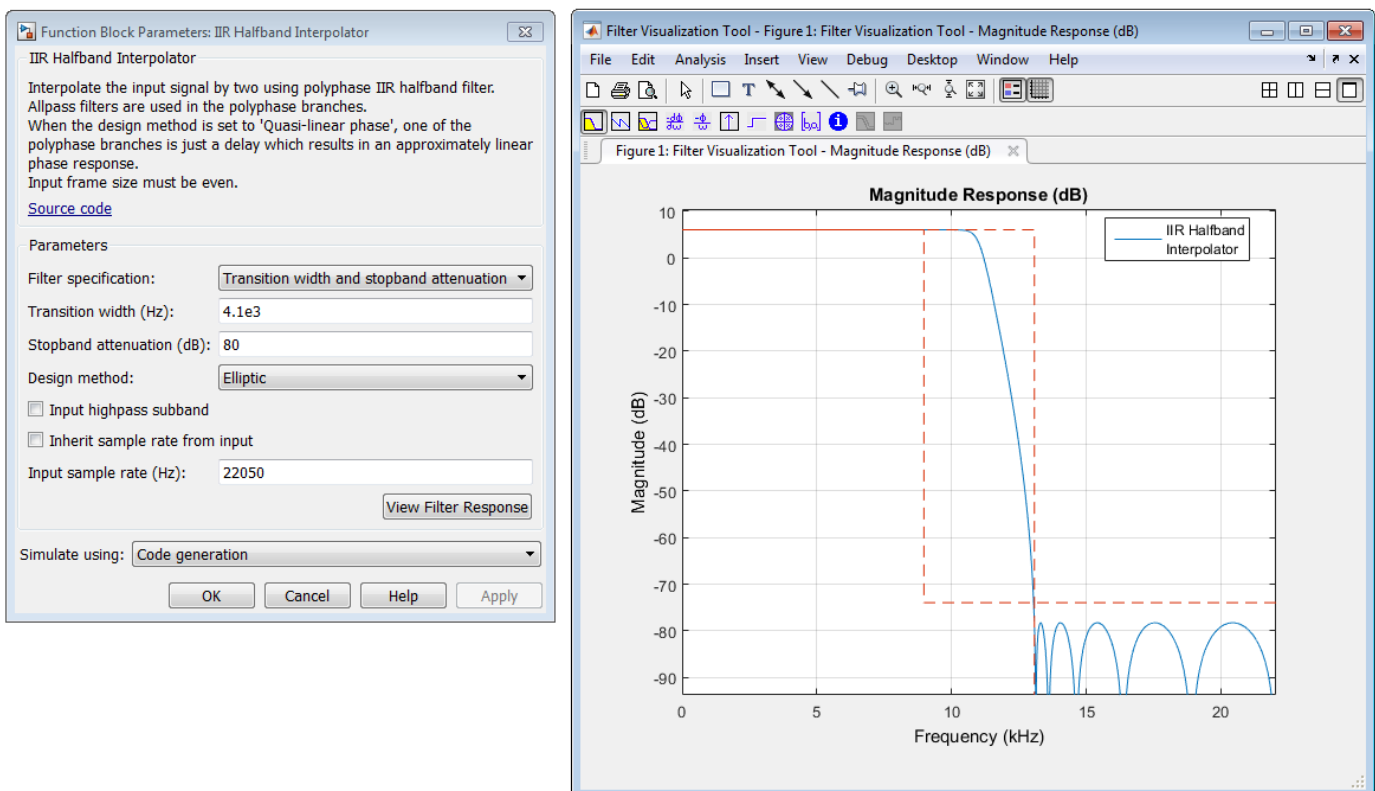 Function Block Parameters: IIR Halfband Interpolator
IIR Halfband Interpolator
Interpolate the input signal by two using polyphase IIR halfband filter.
Allpass filters are used in the polyphase branches.
When the design method is set to 'Quasi-linear phase', one of the
polyphase branches is just a delay which results in an approximately linear
phase response.
Input frame size must be even.
Source code
Parameters
Filter specification: Transition width and stopband attenuation
Transition width (Hz): 4.1e3
Stopband attenuation (dB): 80
Design method: Elliptic
Input highpass subband
Inherit sample rate from input
Input sample rate (Hz): 22050
View Filter Response
Simulate using: Code generation
OK Cancel Help Apply
Filter Visualization Tool - Figure 1: Filter Visualization Tool - Magnitude Response (dB)
File Edit Analysis Insert View Debug Desktop Window Help
Figure 1: Filter Visualization Tool - Magnitude Response (dB)
Magnitude Response (dB)
IIR Halfband
Interpolator
10
0
-10
-20
-30
-40
-50
-60
-70
-80
-90
Magnitude (dB)
0 5 10 15 20
Frequency (kHz)